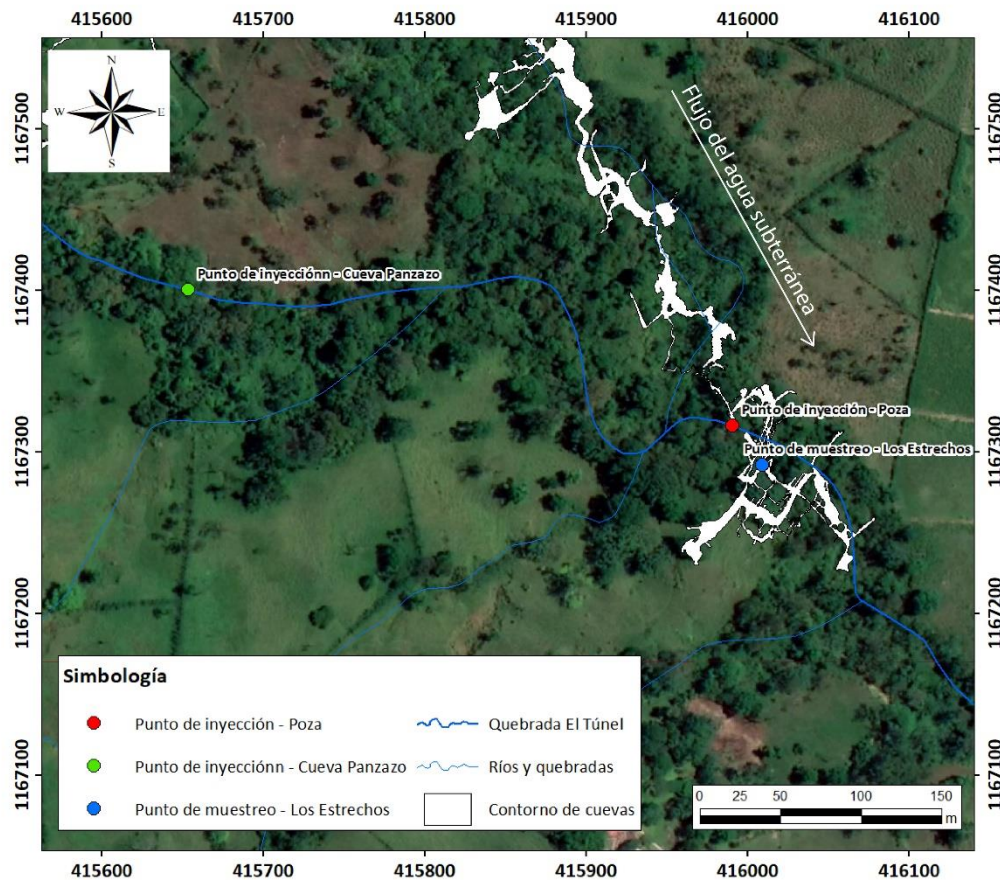 415600 415700 415800 415900 416000 416100
N
W E
S
1167500 1167500
Flujo del agua subterránea
Punto de inyecciónn - Cueva Panzazo
1167400 1167400
Punto de inyección - Poza
1167300 1167300
Punto de muestreo - Los Estrechos
1167200 1167200
Simbología
Punto de inyección - Poza
Quebrada El Túnel
Punto de inyecciónn - Cueva Panzazo
Ríos y quebradas
Punto de muestreo - Los Estrechos
Contorno de cuevas
1167100 1167100
0 25 50 100 150
m
415600 415700 415800 415900 416000 416100